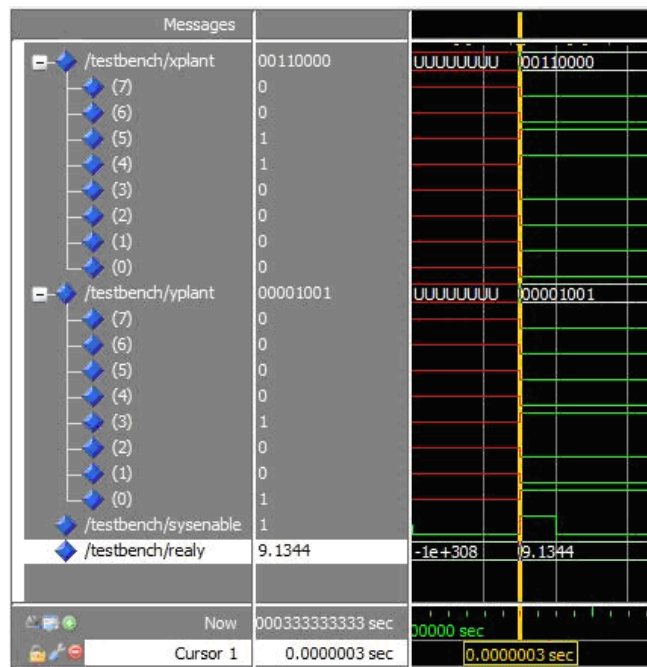 Messages
/testbench/xplant 00110000 UUUUUUUU 00110000
(7) 0
(6) 0
(5) 1
(4) 1
(3) 0
(2) 0
(1) 0
(0) 0
/testbench/yplant 00001001 UUUUUUUU 00001001
(7) 0
(6) 0
(5) 0
(4) 0
(3) 1
(2) 0
(1) 0
(0) 1
/testbench/sysenable 1
/testbench/realy 9.1344 -1e+308 9.1344
Now 000333333333 sec 00000 sec
Cursor 1 0.0000003 sec 0.0000003 sec